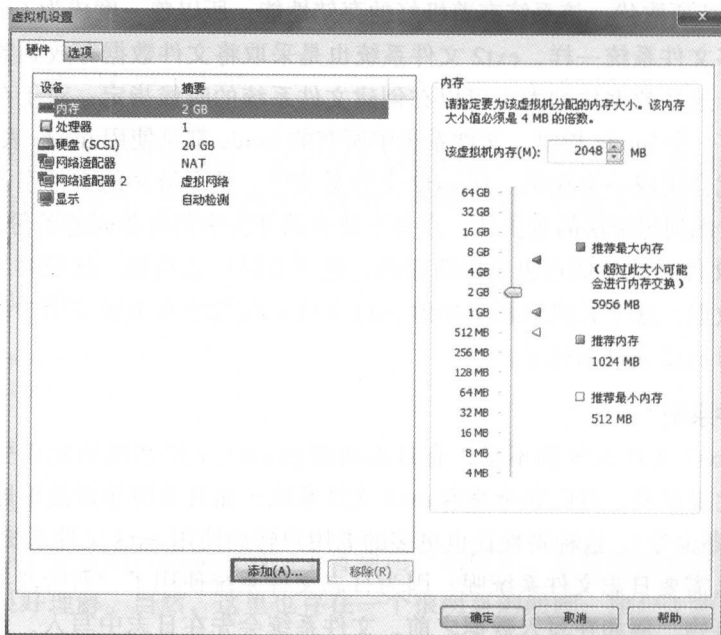 虚拟机设置
硬件 选项
设备 摘要
内存 2 GB
处理器 1
硬盘 (SCSI) 20 GB
网络适配器 NAT
网络适配器 2 虚拟网络
显示 自动检测
添加(A)... 移除(R)
内存
请指定要为该虚拟机分配的内存大小。该内存
大小值必须是 4 MB 的倍数。
该虚拟机内存(M): 2048 MB
64 GB
32 GB
16 GB
8 GB
4 GB
2 GB
1 GB
512 MB
256 MB
128 MB
64 MB
32 MB
16 MB
8 MB
4 MB
推荐最大内存
(超过此大小可能
会进行内存交换)
5956 MB
推荐内存
1024 MB
推荐最小内存
512 MB
确定 取消 帮助